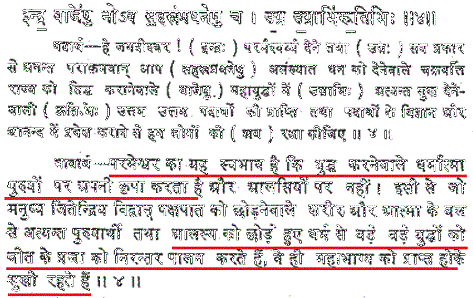 इन्द्र वाजेषु नोऽव सहस्रप्रधनेषु च । उग्र उग्राभिरूतिभिः ॥४॥
पदार्थ—हे जगदीश्वर ! ( इन्द्रः ) परमैश्वर्य्य देने तथा ( उग्रः ) सब प्रकार
से अनन्त पराक्रमवान् आप ( सहस्रप्रधनेषु ) असंख्यात धन को देनेवाले चक्रवर्त्ति
राज्य को सिद्ध करनेवाले ( वाजेषु ) महायुद्धों में ( उग्राभिः ) अत्यन्त सुख देने-
वाली ( ऊतिभिः ) उत्तम उत्तम पदार्थों की प्राप्ति तथा पदार्थों के विज्ञान और
आनन्द में प्रवेश कराने से हम लोगों की ( अव ) रक्षा कीजिए ॥ ४ ॥
भावार्थ—परमेश्वर का यह स्वभाव है कि युद्ध करनेवाले धर्मात्मा
पुरुषों पर अपनी कृपा करता है और आलसियों पर नहीं। इसी से जो
मनुष्य जितेन्द्रिय विद्वान् पक्षपात को छोड़नेवाले शरीर और आत्मा के बल
से अत्यन्त पुरुषार्थी तथा आलस्य को छोड़े हुए धर्म से बड़े बड़े युद्धों को
जीत के प्रजा को निरन्तर पालन करते हैं, वे ही महाभाग्य को प्राप्त होके
सुखी रहते हैं ॥ ४ ॥